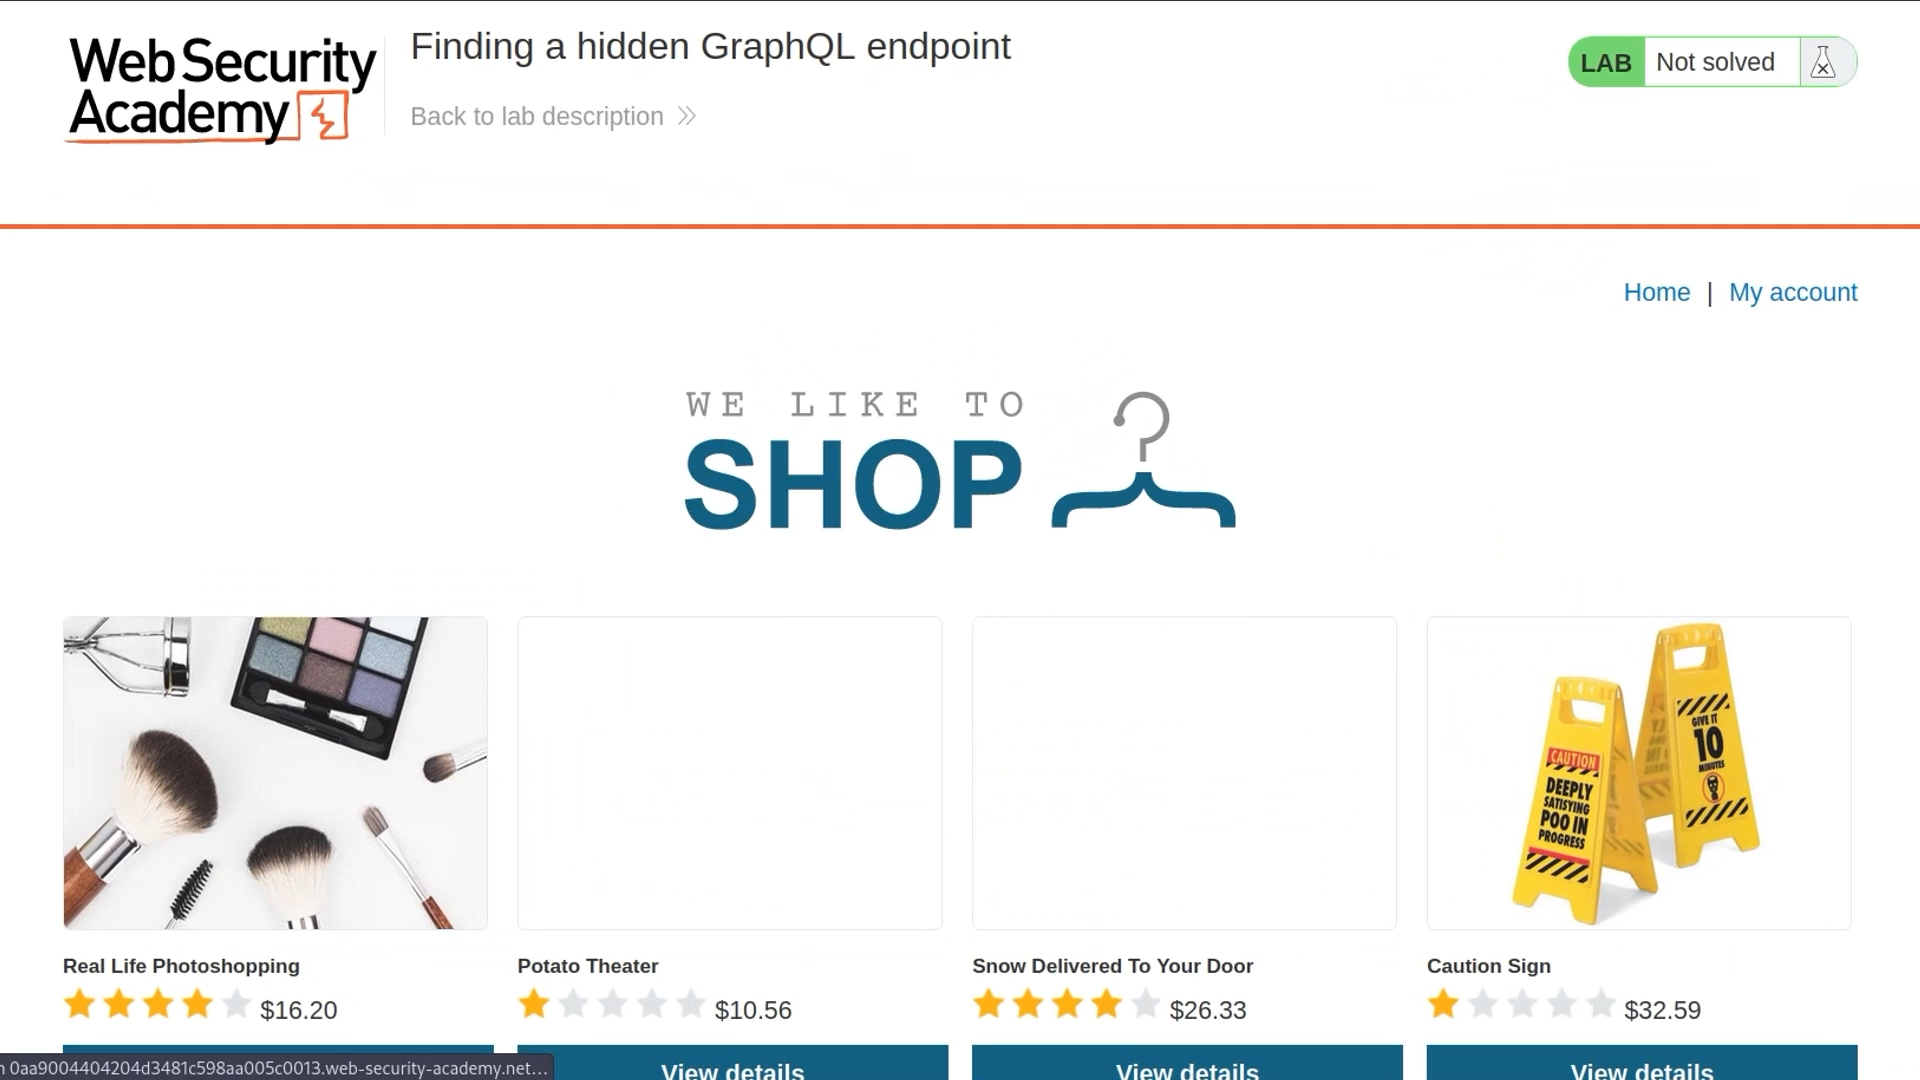 Web Security
Academy
Finding a hidden GraphQL endpoint
Back to lab description
LAB Not solved
Home | My account
WE LIKE TO
SHOP
CAUTION
DEEPLY
SATISYING
POO IN
PROGRESS
GIVE IT
10
MINUTES
Real Life Photoshopping
Potato Theater
Snow Delivered To Your Door
Caution Sign
$16.20
$10.56
$26.33
$32.59
View details
View details
View details
0aa9004404204d3481c598aa005c0013.web-security-academy.net…